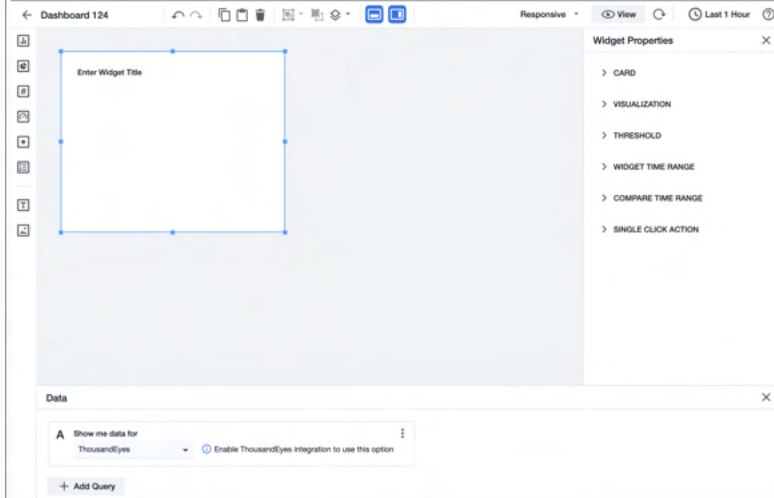 Dashboard 124
Responsive
View
Last 1 Hour
Widget Properties
Enter Widget Title
CARD
VISUALIZATION
THRESHOLD
WIDGET TIME RANGE
COMPARE TIME RANGE
SINGLE CLICK ACTION
Data
A Show me data for
ThousandEyes Enable ThousandEyes integration to use this option
+ Add Query